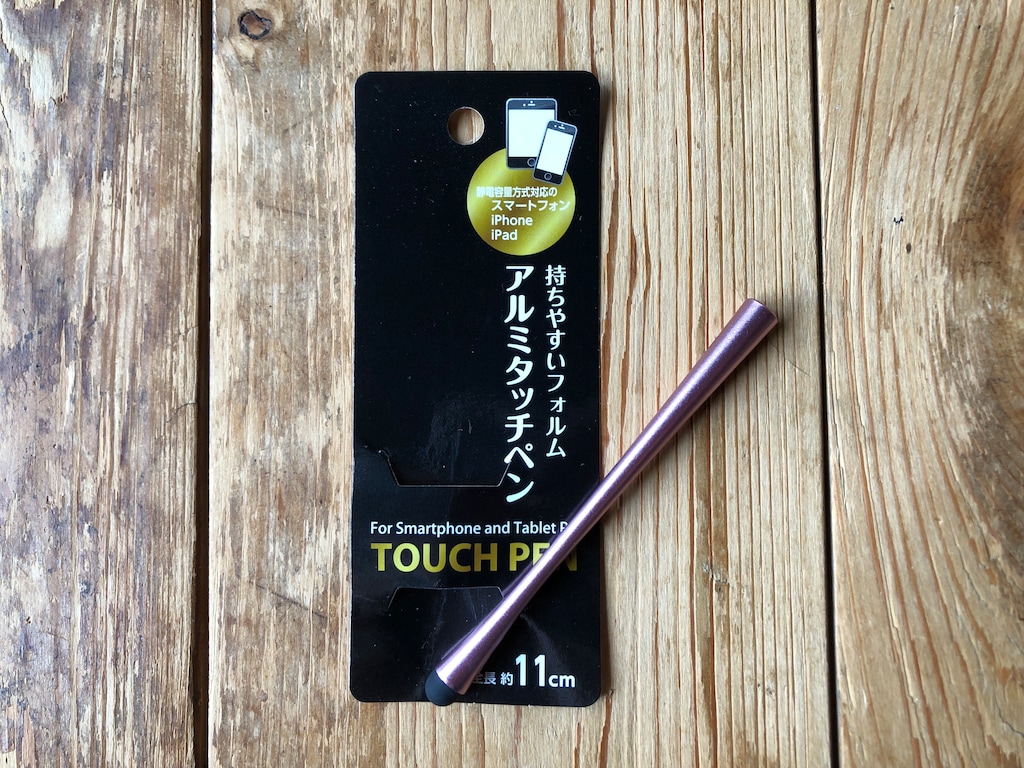 静電容量方式対応の
スマートフォン
iPhone
iPad
持ちやすいフォルム
アルミタッチペン
For Smartphone and Tablet
TOUCH PEN
全長 約11cm